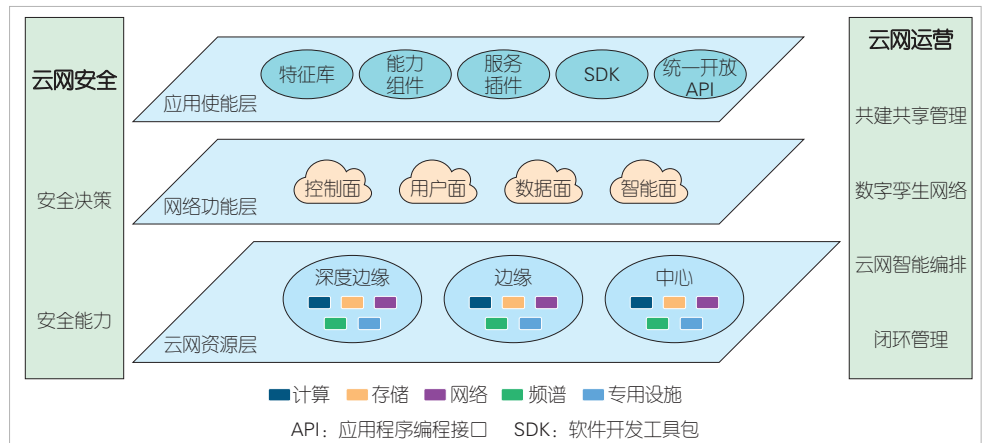 云网安全
安全决策
安全能力
特征库
能力
组件
服务
插件
SDK
统一开放
API
应用使能层
控制面
用户面
数据面
智能面
网络功能层
深度边缘
边缘
中心
云网资源层
云网运营
共建共享管理
数字孪生网络
云网智能编排
闭环管理
计算 存储 网络 频谱 专用设施
API：应用程序编程接口 SDK：软件开发工具包